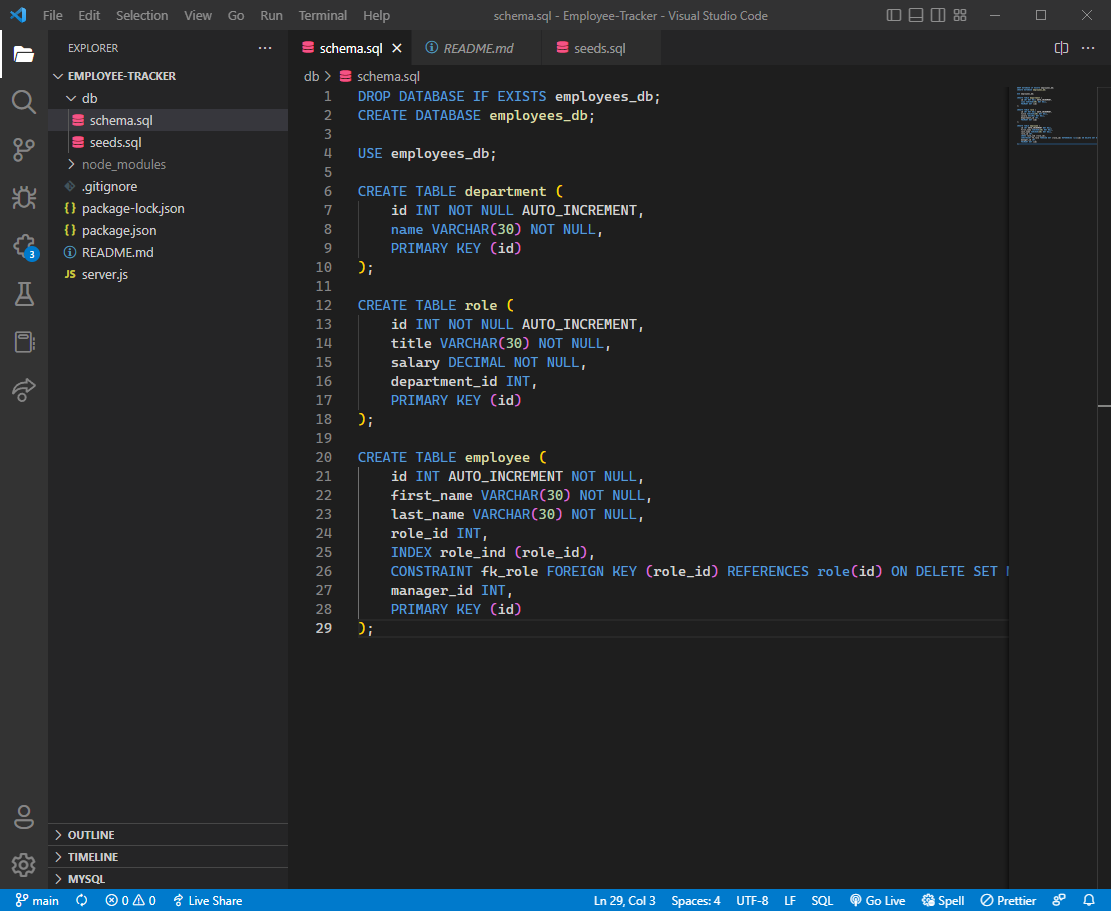 File Edit Selection View Go Run Terminal Help schema.sql - Employee-Tracker - Visual Studio Code
EXPLORER
EMPLOYEE-TRACKER
db
schema.sql
seeds.sql
node_modules
.gitignore
{} package-lock.json
{} package.json
README.md
JS server.js
3
OUTLINE
TIMELINE
MYSQL
schema.sql README.md seeds.sql
db > schema.sql
1 DROP DATABASE IF EXISTS employees_db;
2 CREATE DATABASE employees_db;
3
4 USE employees_db;
5
6 CREATE TABLE department (
7 id INT NOT NULL AUTO_INCREMENT,
8 name VARCHAR(30) NOT NULL,
9 PRIMARY KEY (id)
10 );
11
12 CREATE TABLE role (
13 id INT NOT NULL AUTO_INCREMENT,
14 title VARCHAR(30) NOT NULL,
15 salary DECIMAL NOT NULL,
16 department_id INT,
17 PRIMARY KEY (id)
18 );
19
20 CREATE TABLE employee (
21 id INT AUTO_INCREMENT NOT NULL,
22 first_name VARCHAR(30) NOT NULL,
23 last_name VARCHAR(30) NOT NULL,
24 role_id INT,
25 INDEX role_ind (role_id),
26 CONSTRAINT fk_role FOREIGN KEY (role_id) REFERENCES role(id) ON DELETE SET
27 manager_id INT,
28 PRIMARY KEY (id)
29 );
main 0 0 Live Share Ln 29, Col 3 Spaces: 4 UTF-8 LF SQL Go Live Spell Prettier